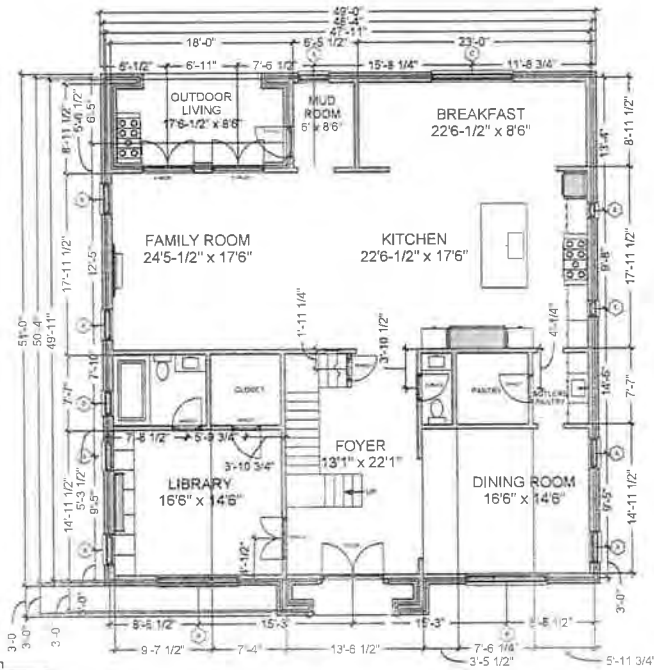 49'-0"
48'-4"
47'-11"
18'-0"
6'-5 1/2"
23'-0"
6'-1/2"
6'-11"
7'-6 1/2"
15'-8 1/4"
11'-8 3/4"
OUTDOOR
LIVING
17'6-1/2" x 8'6"
MUD
ROOM
6' x 8'6"
BREAKFAST
22'6-1/2" x 8'6"
8'-11 1/2"
5'-6 1/2"
6'-5"
13'-4"
8'-11 1/2"
FAMILY ROOM
24'5-1/2" x 17'6"
KITCHEN
22'6-1/2" x 17'6"
17'-11 1/2"
12'-5"
9'-8"
17'-11 1/2"
51'-0"
50'-4"
49'-11"
1'-11 1/4"
3'-10 1/2"
4'-1/4"
7'-10"
7'-7"
14'-6"
7'-7"
CLOSET
PANTRY
BUTLERS
PANTRY
7'-8 1/2"
5'-9 3/4"
3'-10 3/4"
FOYER
13'1" x 22'1"
UP
LIBRARY
16'6" x 14'6"
DINING ROOM
16'6" x 14'6"
14'-11 1/2"
5'-3 1/2"
9'-5"
9'-5"
14'-11 1/2"
3'-0"
3'-0
3'-0"
3'-0
8'-6 1/2"
15'-3"
15'-3"
9'-7 1/2"
7'-4"
13'-6 1/2"
7'-6 1/4"
3'-5 1/2"
5'-11 3/4"